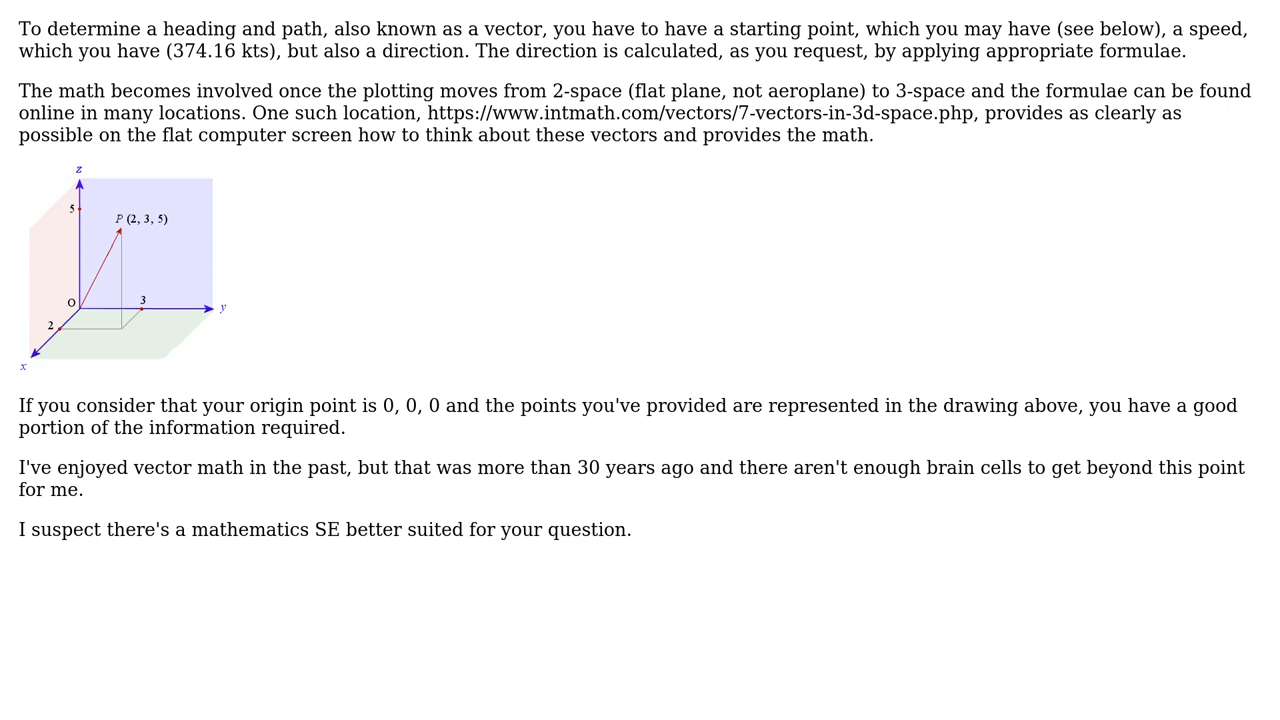 To determine a heading and path, also known as a vector, you have to have a starting point, which you may have (see below), a speed,
which you have (374.16 kts), but also a direction. The direction is calculated, as you request, by applying appropriate formulae.
The math becomes involved once the plotting moves from 2-space (flat plane, not aeroplane) to 3-space and the formulae can be found
online in many locations. One such location, https://www.intmath.com/vectors/7-vectors-in-3d-space.php, provides as clearly as
possible on the flat computer screen how to think about these vectors and provides the math.
z
5
P (2, 3, 5)
O
3
y
2
x
If you consider that your origin point is 0, 0, 0 and the points you've provided are represented in the drawing above, you have a good
portion of the information required.
I've enjoyed vector math in the past, but that was more than 30 years ago and there aren't enough brain cells to get beyond this point
for me.
I suspect there's a mathematics SE better suited for your question.